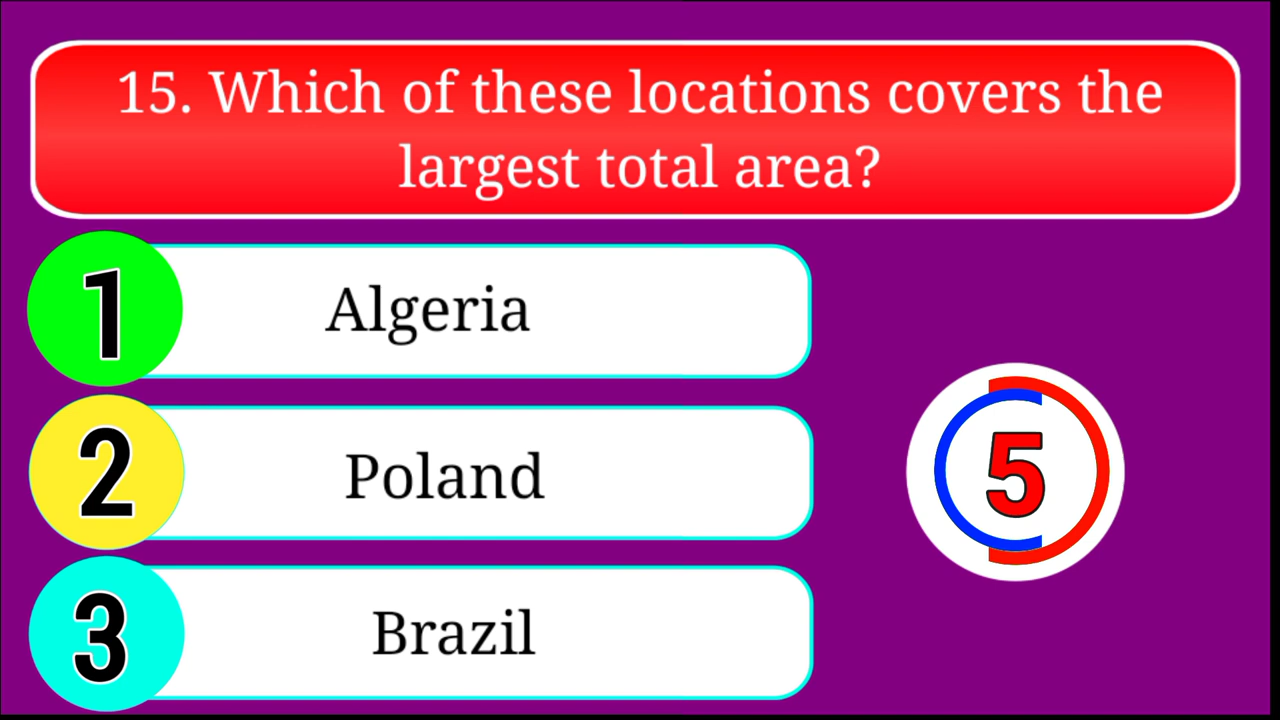 15. Which of these locations covers the
largest total area?
1 Algeria
2 Poland
5
3 Brazil